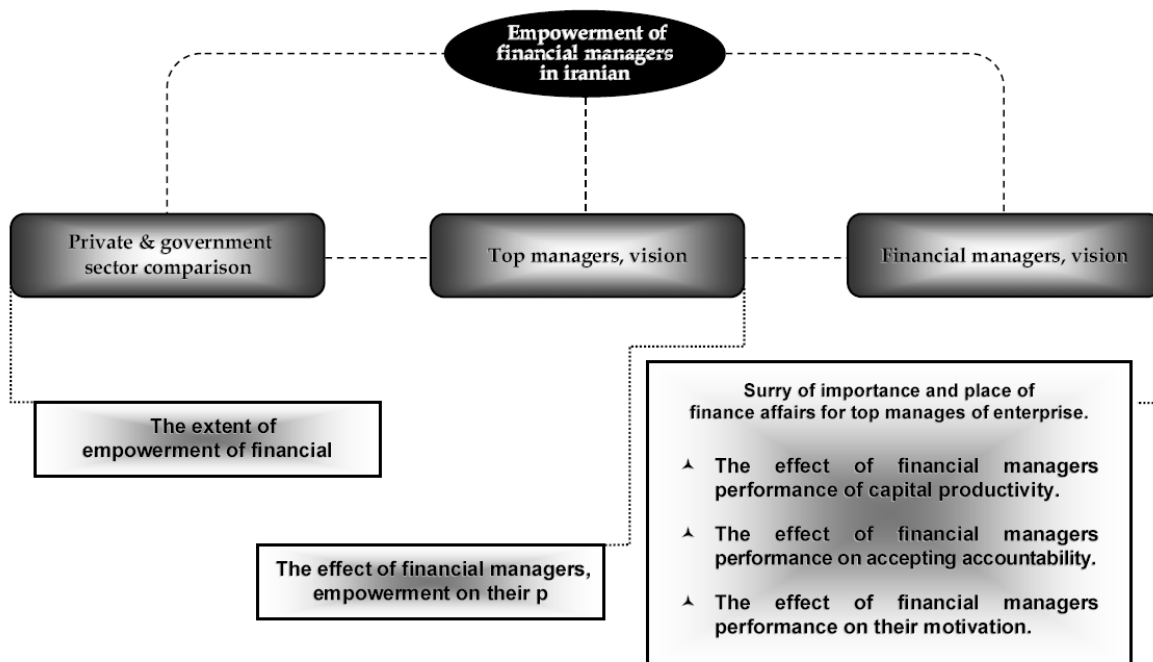 Empowerment of
financial managers
in iranian
Private & government
sector comparison
Top managers, vision
Financial managers, vision
The extent of
empowerment of financial
The effect of financial managers,
empowerment on their p
Surry of importance and place of
finance affairs for top manages of enterprise.
The effect of financial managers
performance of capital productivity.
The effect of financial managers
performance on accepting accountability.
The effect of financial managers
performance on their motivation.